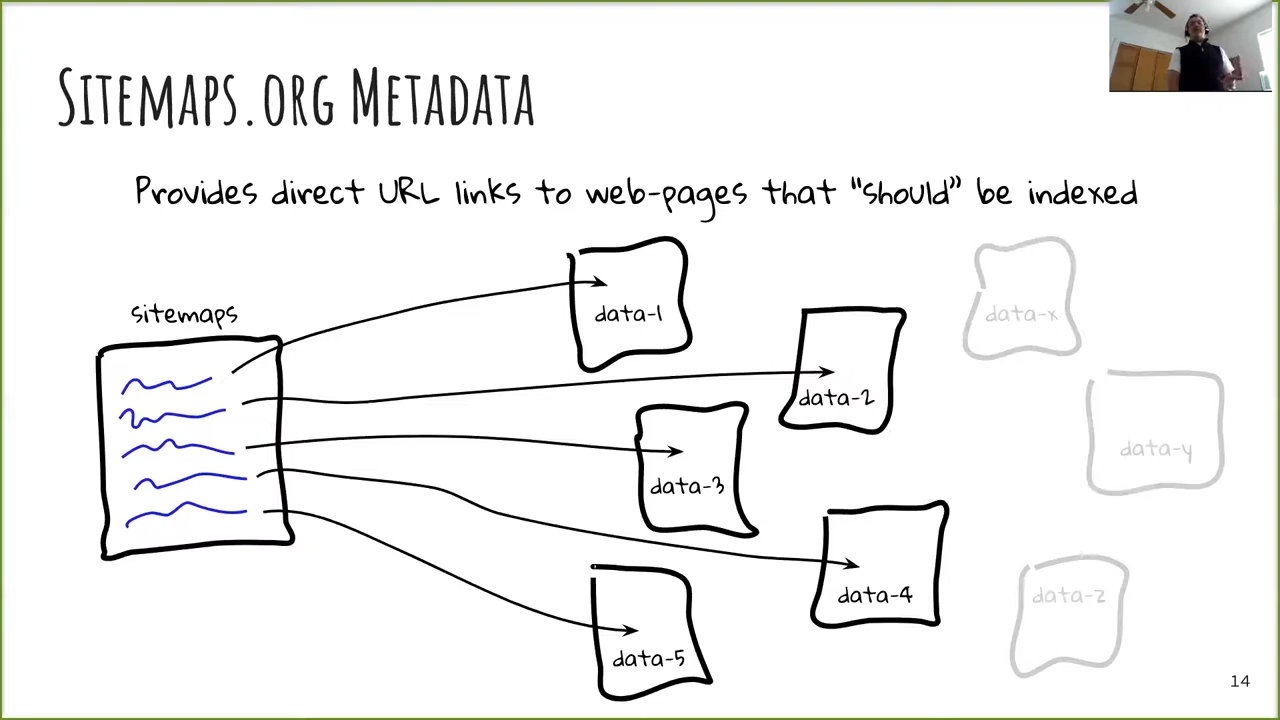 Sitemaps.org Metadata
Provides direct URL links to web-pages that "should" be indexed
sitemaps
data-1
data-x
data-2
data-y
data-3
data-4
data-z
data-5
14